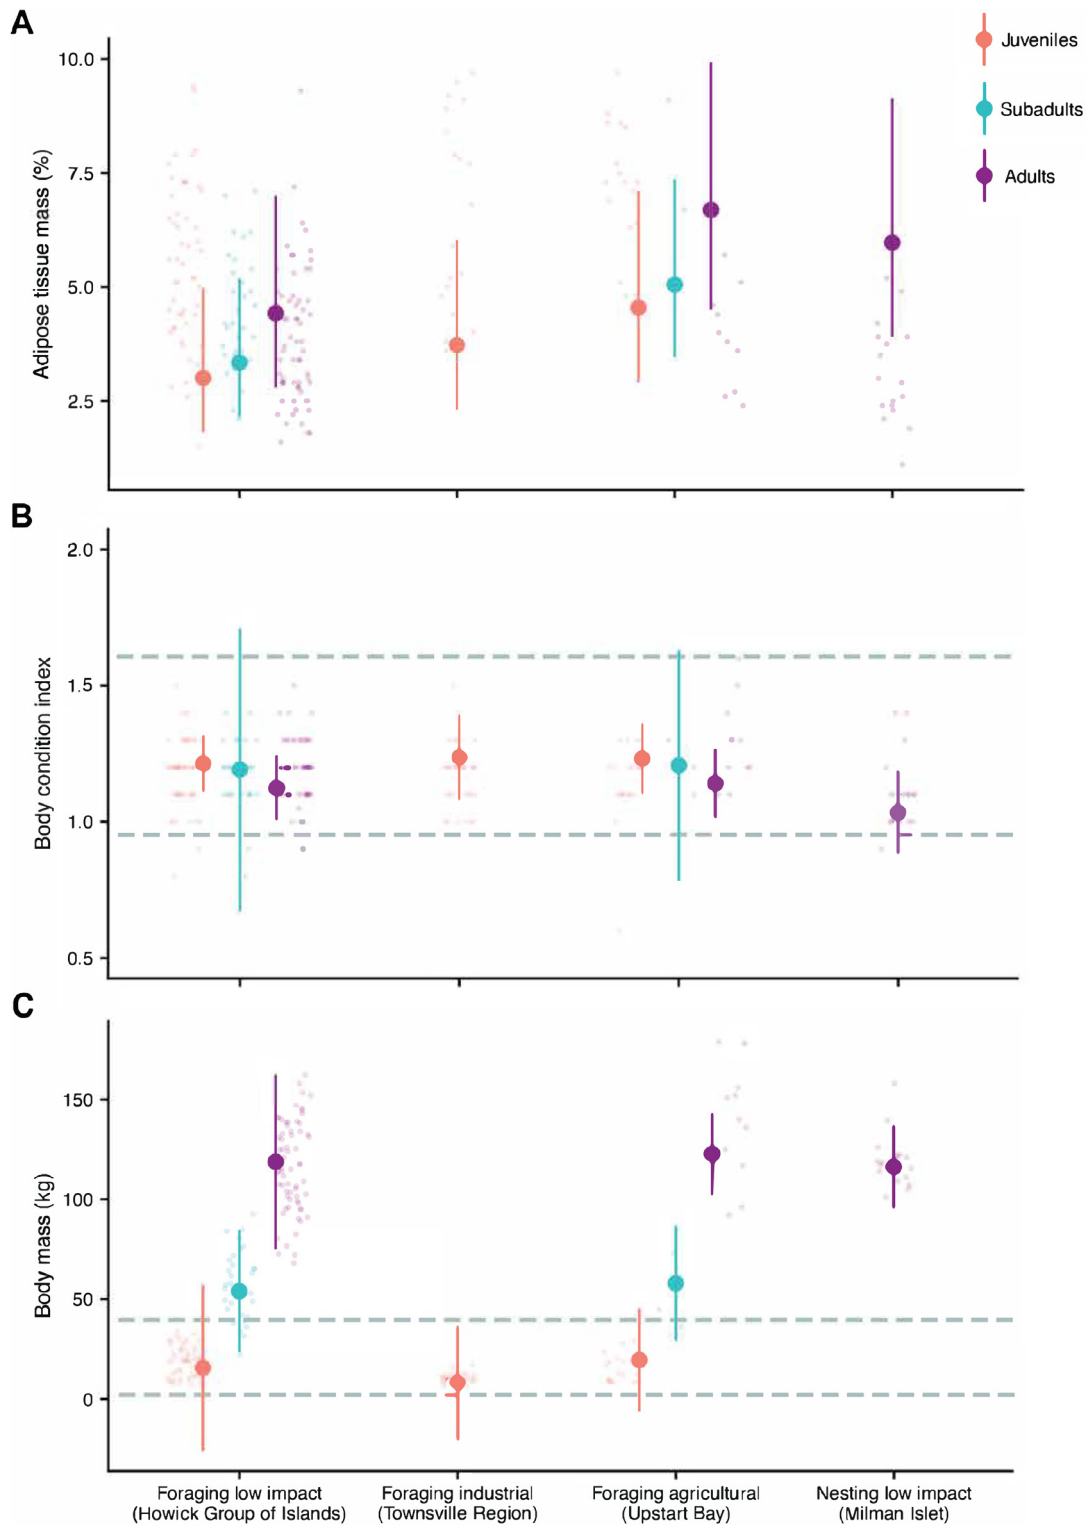 A
Juveniles
Subadults
Adults
10.0
7.5
5.0
2.5
Adipose tissue mass (%)
B
2.0
1.5
1.0
0.5
Body condition index
C
150
100
50
0
Body mass (kg)
Foraging low impact
(Howick Group of Islands)
Foraging industrial
(Townsville Region)
Foraging agricultural
(Upstart Bay)
Nesting low impact
(Milman Islet)